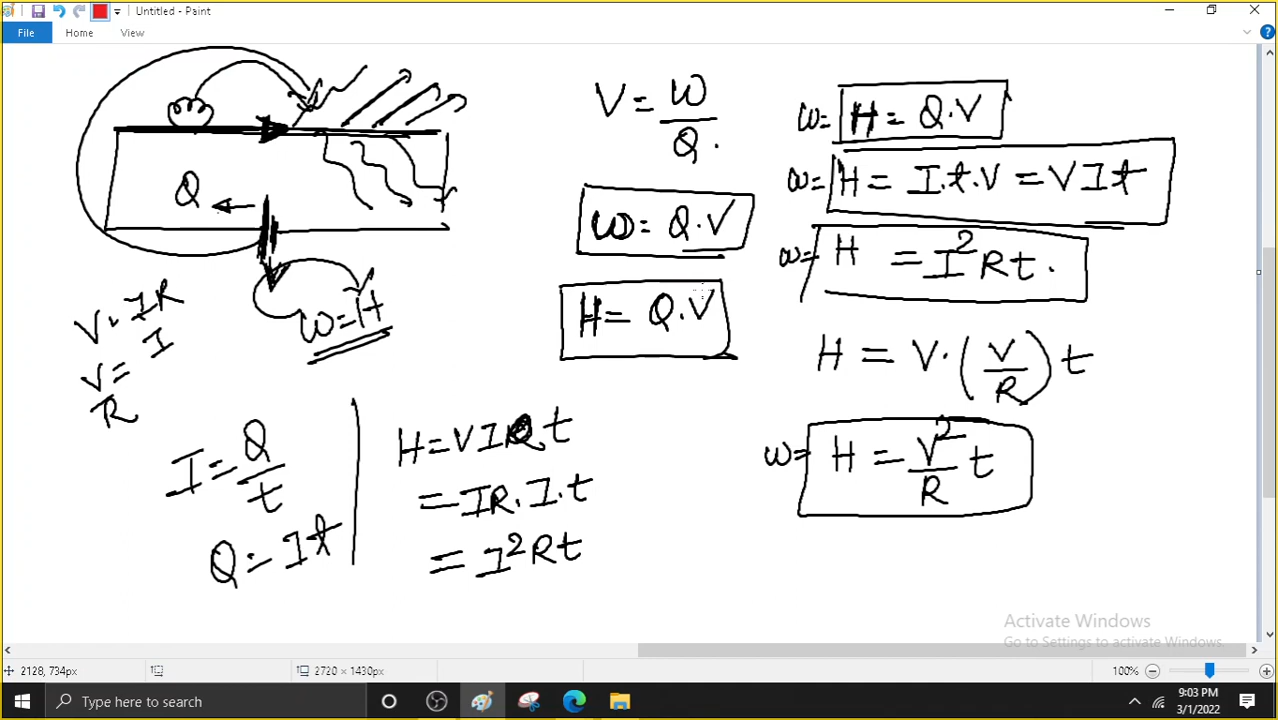 Untitled - Paint
File Home View
Q
W=H
V=IR
I
V=
R
I=Q/t
Q=It
V=W/Q.
W=Q.V
H=Q.V
H=VIRt
=IR.I.t
=I²Rt
W=H=Q.V
W=H=I.t.V=VIt
W=H=I²Rt.
H=V.(V/R)t
W=H=V²/R t
Activate Windows
Go to Settings to activate Windows.
2128, 734px
2720 × 1430px
100%
Type here to search
9:03 PM
3/1/2022